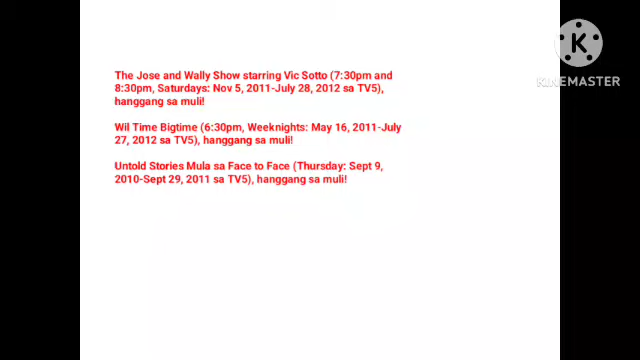 The Jose and Wally Show starring Vic Sotto (7:30pm and
8:30pm, Saturdays: Nov 5, 2011-July 28, 2012 sa TV5),
hanggang sa muli!
Wil Time Bigtime (6:30pm, Weeknights: May 16, 2011-July
27, 2012 sa TV5), hanggang sa muli!
Untold Stories Mula sa Face to Face (Thursday: Sept 9,
2010-Sept 29, 2011 sa TV5), hanggang sa muli!
K
KINEMASTER